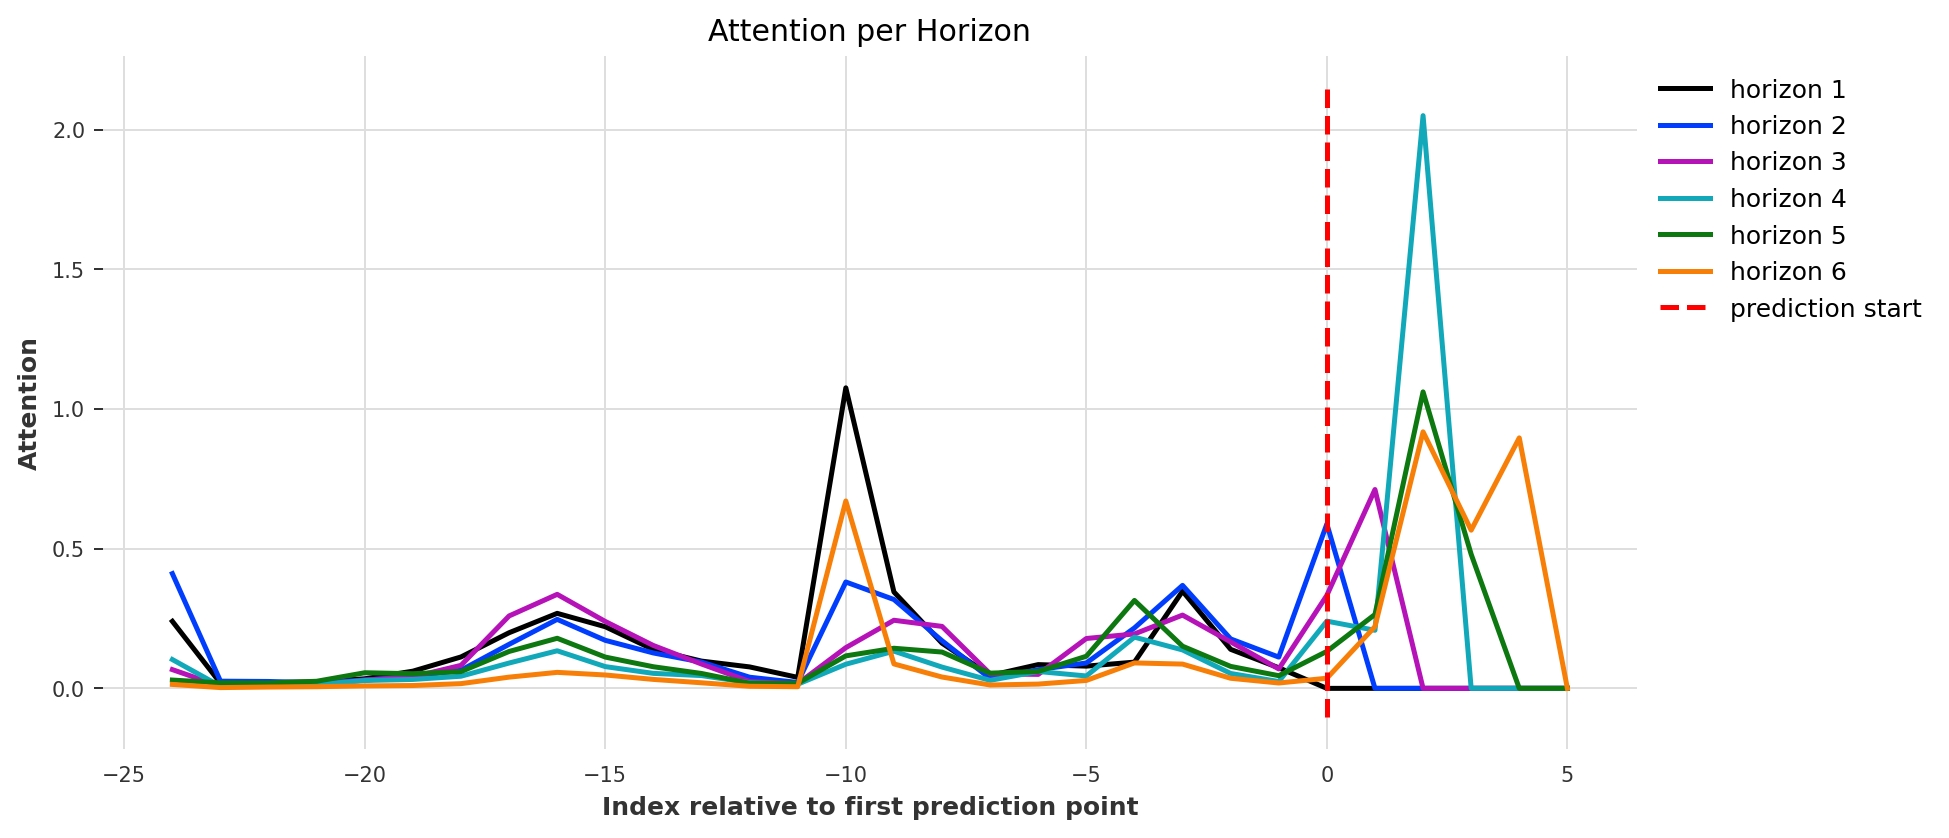 Attention per Horizon
Attention
2.0
1.5
1.0
0.5
0.0
−25
−20
−15
−10
−5
0
5
Index relative to first prediction point
horizon 1
horizon 2
horizon 3
horizon 4
horizon 5
horizon 6
prediction start